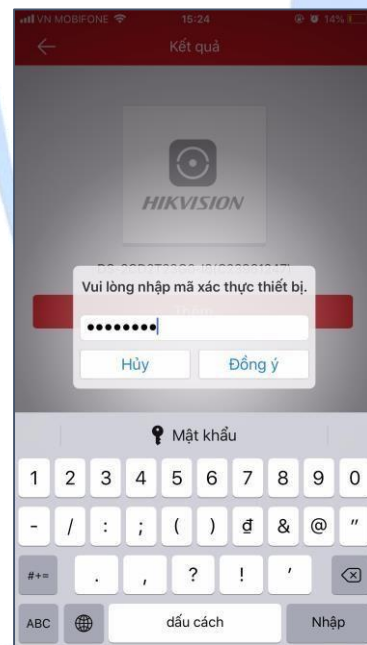 VN MOBIFONE 15:24 14%
Kết quả
HIKVISION
Vui lòng nhập mã xác thực thiết bị.
••••••••
Hủy Đồng ý
Mật khẩu
1 2 3 4 5 6 7 8 9 0
- / : ; ( ) ₫ & @ "
#+= . , ? ! '
ABC dấu cách Nhập